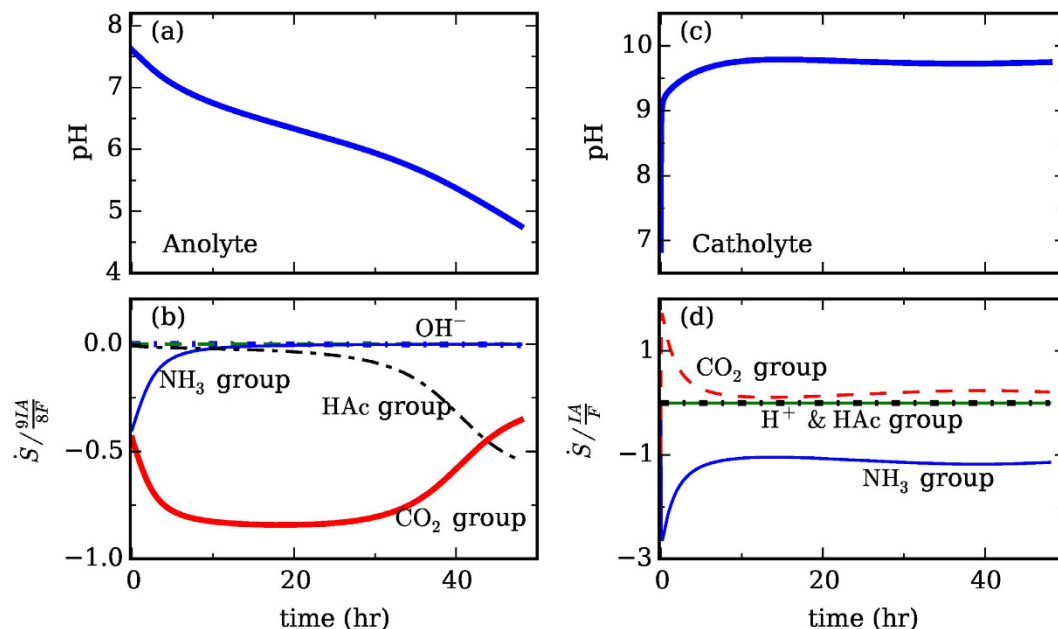 (a)
8
7
6
5
4
pH
Anolyte
(c)
10
9
8
7
pH
Catholyte
(b)
0.0
−0.5
−1.0
Ṡ / 9IA/8F
OH⁻
NH₃ group
HAc group
CO₂ group
0
20
40
time (hr)
(d)
1
−1
−3
Ṡ / IA/F
CO₂ group
H⁺ & HAc group
NH₃ group
0
20
40
time (hr)